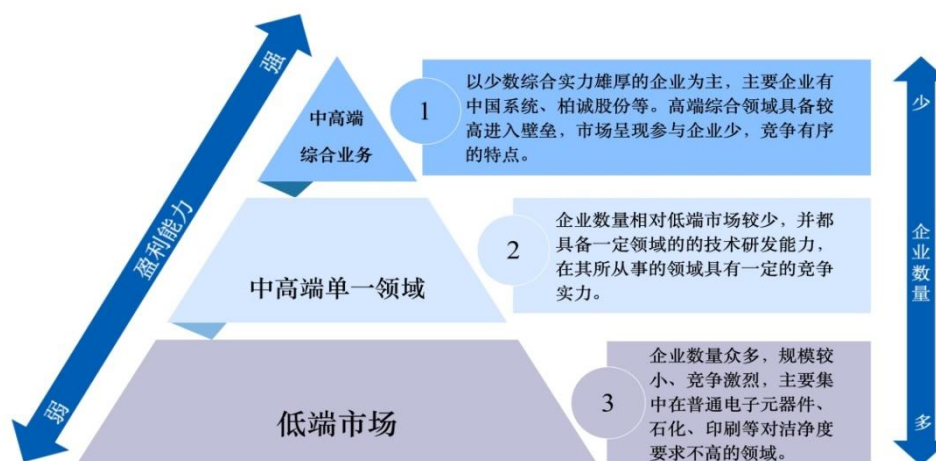 强
盈利能力
弱
中高端
综合业务
1
以少数综合实力雄厚的企业为主，主要企业有
中国系统、柏诚股份等。高端综合领域具备较
高进入壁垒，市场呈现参与企业少，竞争有序
的特点。
中高端单一领域
2
企业数量相对低端市场较少，并都
具备一定领域的的技术研发能力，
在其所从事的领域具有一定的竞争
实力。
低端市场
3
企业数量众多，规模较
小、竞争激烈，主要集
中在普通电子元器件、
石化、印刷等对洁净度
要求不高的领域。
少
企业数量
多